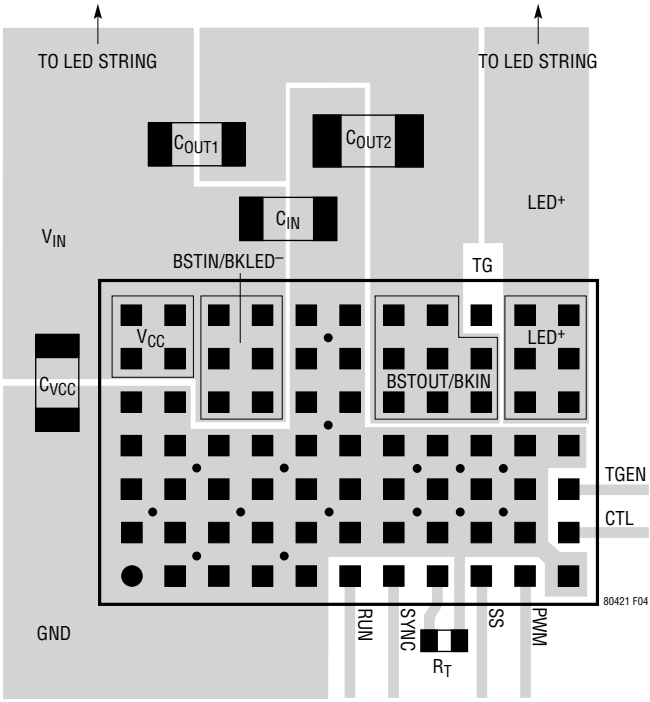 TO LED STRING
TO LED STRING
COUT1
COUT2
CIN
LED+
VIN
BSTIN/BKLED–
TG
VCC
LED+
CVCC
BSTOUT/BKIN
TGEN
CTL
80421 F04
GND
RUN
SYNC
SS
PWM
RT